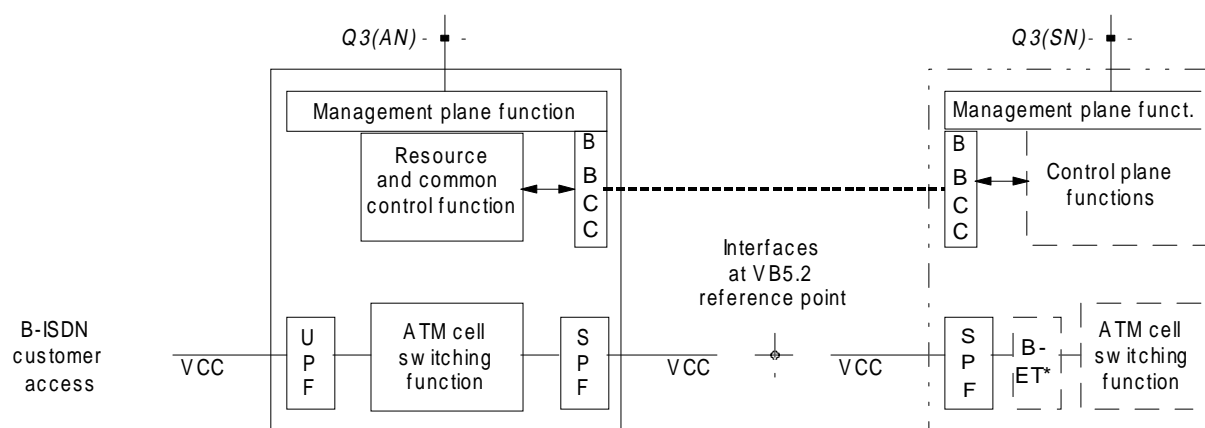 Q3(AN)
Q3(SN)
Management plane function
Management plane funct.
Resource
and common
control function
B
B
C
C
B
B
C
C
Control plane
functions
Interfaces
at VB5.2
reference point
B-ISDN
customer
access
VCC
U
P
F
ATM cell
switching
function
S
P
F
VCC
VCC
S
P
F
B-
ET*
ATM cell
switching
function